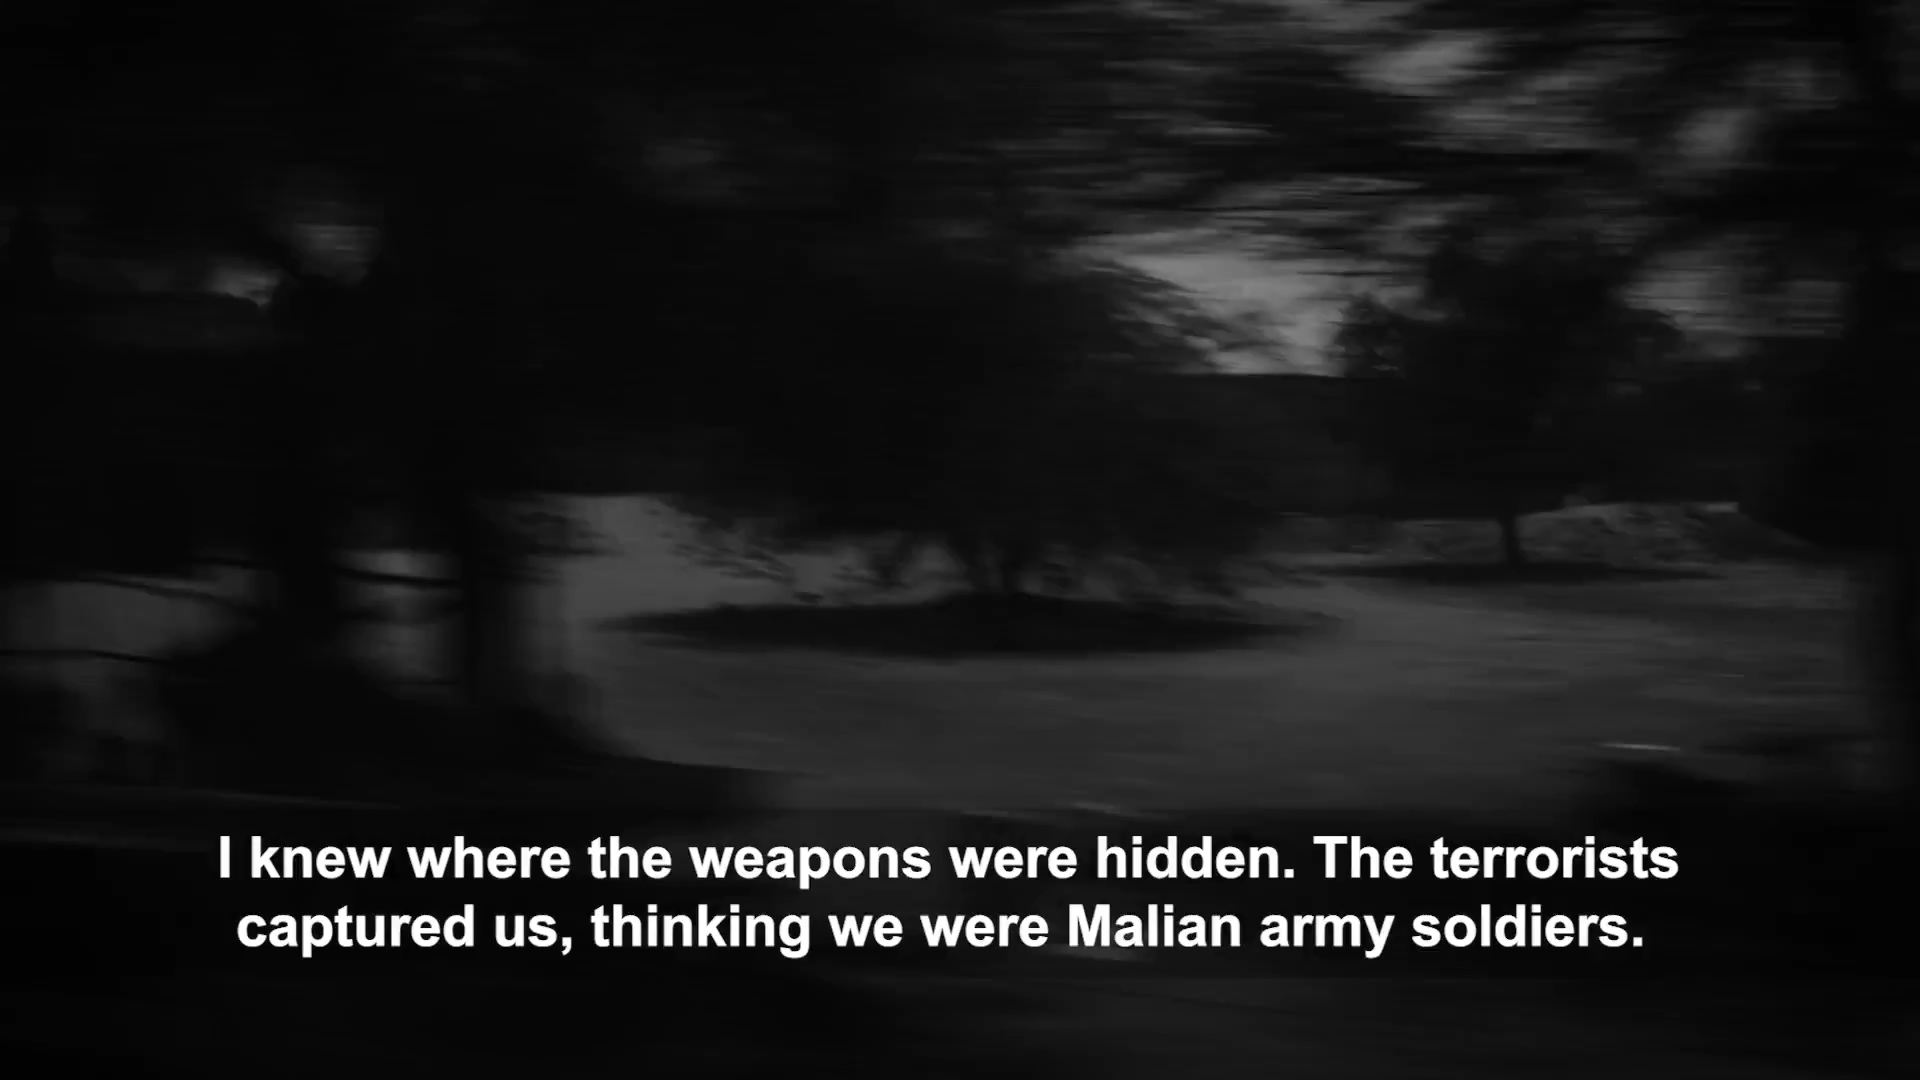 I knew where the weapons were hidden. The terrorists
captured us, thinking we were Malian army soldiers.